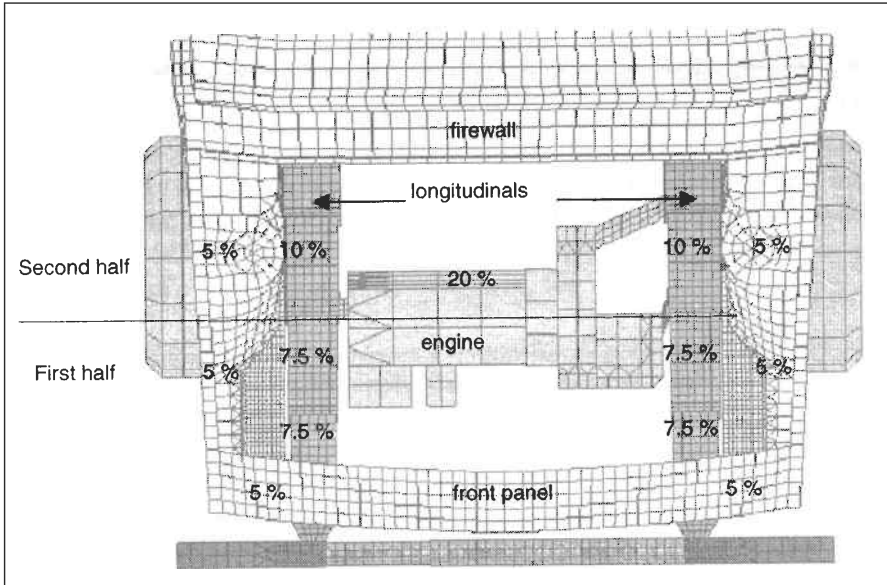 firewall
longitudinals
5 % 10 % 10 % 5 %
Second half
20 %
engine
7.5 % 7.5 %
First half
5 % 5 %
7.5 % 7.5 %
5 % front panel 5 %